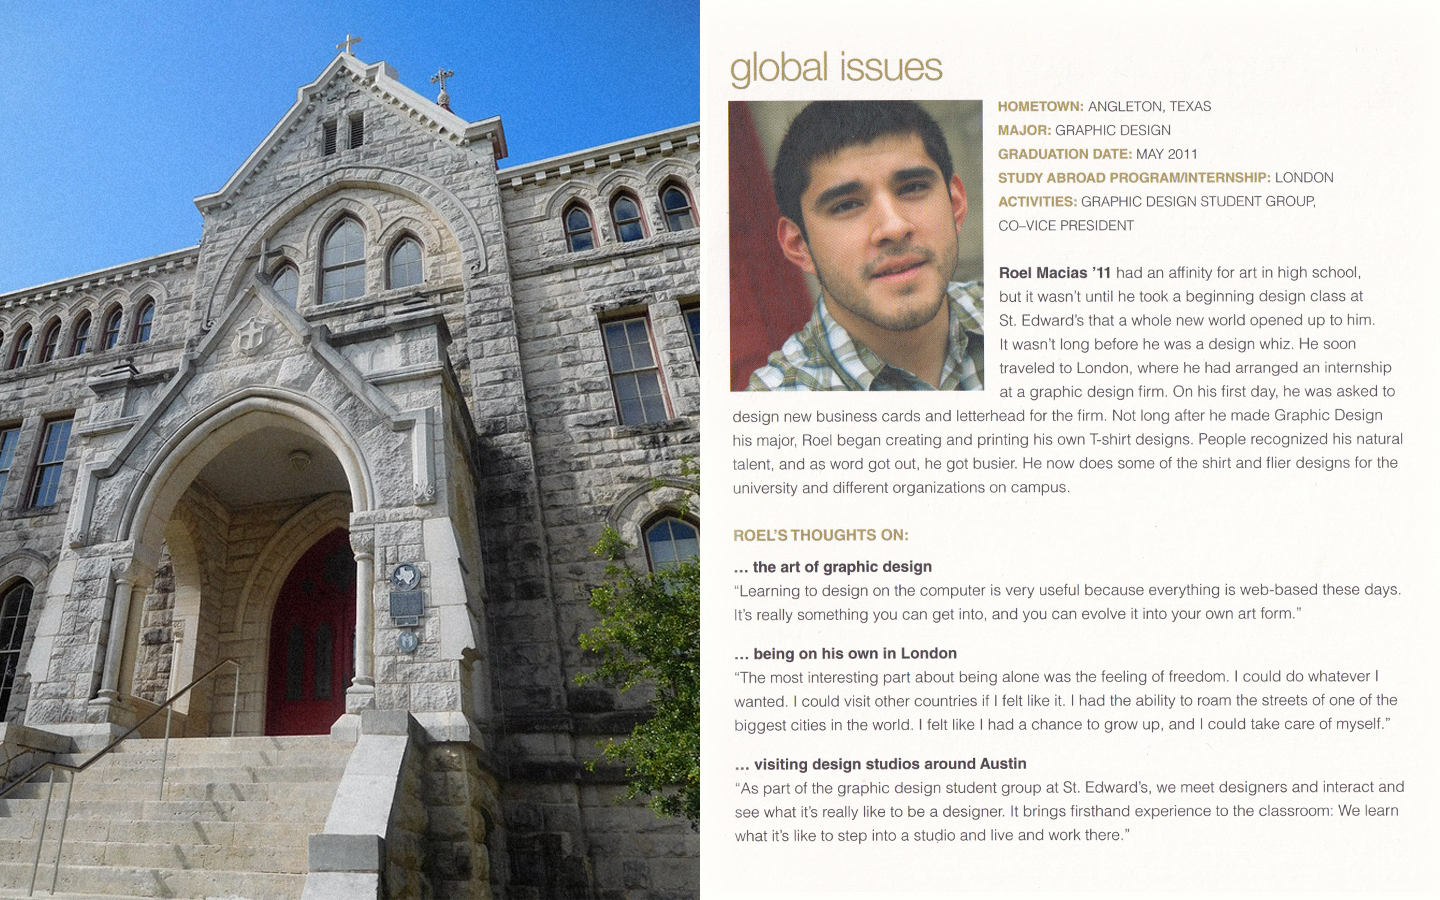 global issues
HOMETOWN: ANGLETON, TEXAS
MAJOR: GRAPHIC DESIGN
GRADUATION DATE: MAY 2011
STUDY ABROAD PROGRAM/INTERNSHIP: LONDON
ACTIVITIES: GRAPHIC DESIGN STUDENT GROUP,
CO–VICE PRESIDENT
Roel Macias ’11 had an affinity for art in high school,
but it wasn’t until he took a beginning design class at
St. Edward’s that a whole new world opened up to him.
It wasn’t long before he was a design whiz. He soon
traveled to London, where he had arranged an internship
at a graphic design firm. On his first day, he was asked to
design new business cards and letterhead for the firm. Not long after he made Graphic Design
his major, Roel began creating and printing his own T-shirt designs. People recognized his natural
talent, and as word got out, he got busier. He now does some of the shirt and flier designs for the
university and different organizations on campus.
ROEL’S THOUGHTS ON:
… the art of graphic design
“Learning to design on the computer is very useful because everything is web-based these days.
It’s really something you can get into, and you can evolve it into your own art form.”
… being on his own in London
“The most interesting part about being alone was the feeling of freedom. I could do whatever I
wanted. I could visit other countries if I felt like it. I had the ability to roam the streets of one of the
biggest cities in the world. I felt like I had a chance to grow up, and I could take care of myself.”
… visiting design studios around Austin
“As part of the graphic design student group at St. Edward’s, we meet designers and interact and
see what it’s really like to be a designer. It brings firsthand experience to the classroom: We learn
what it’s like to step into a studio and live and work there.”